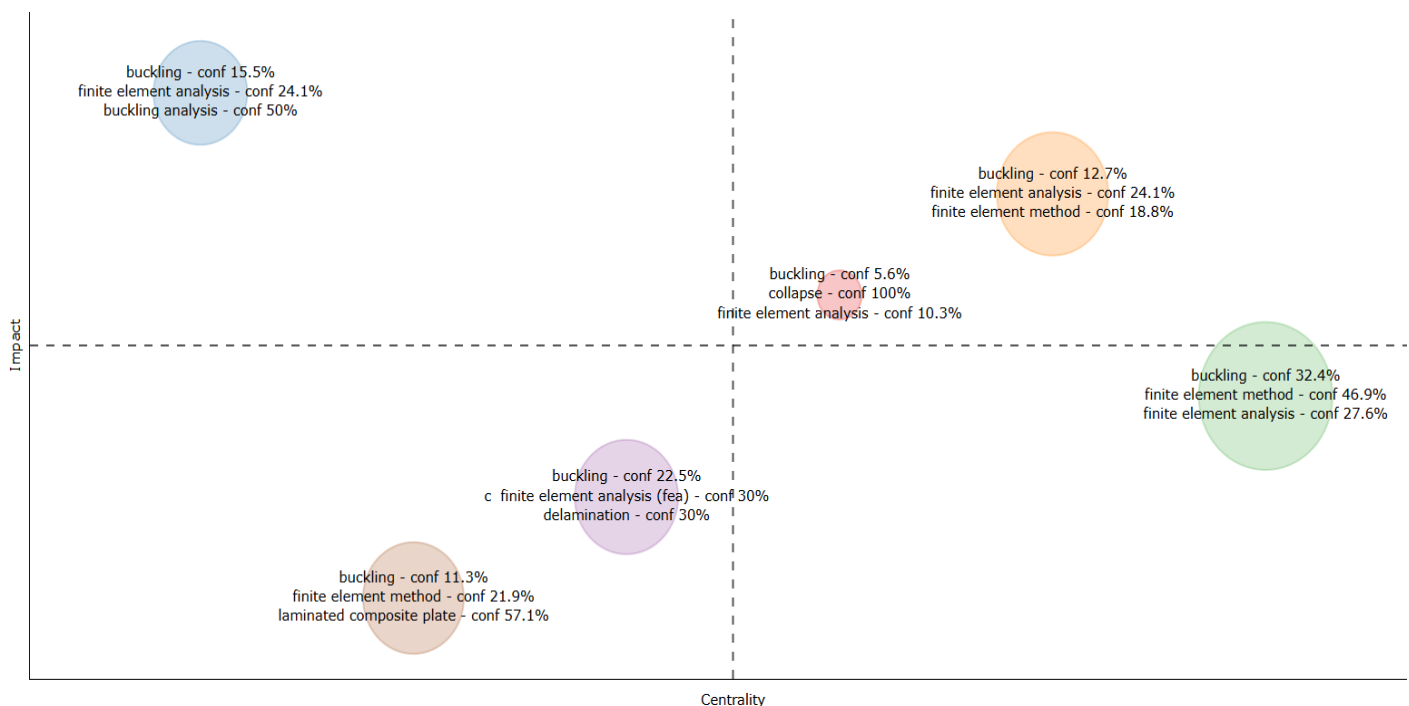 buckling - conf 15.5%
finite element analysis - conf 24.1%
buckling analysis - conf 50%
buckling - conf 12.7%
finite element analysis - conf 24.1%
finite element method - conf 18.8%
buckling - conf 5.6%
collapse - conf 100%
finite element analysis - conf 10.3%
Impact
buckling - conf 32.4%
finite element method - conf 46.9%
finite element analysis - conf 27.6%
buckling - conf 22.5%
c finite element analysis (fea) - conf 30%
delamination - conf 30%
buckling - conf 11.3%
finite element method - conf 21.9%
laminated composite plate - conf 57.1%
Centrality